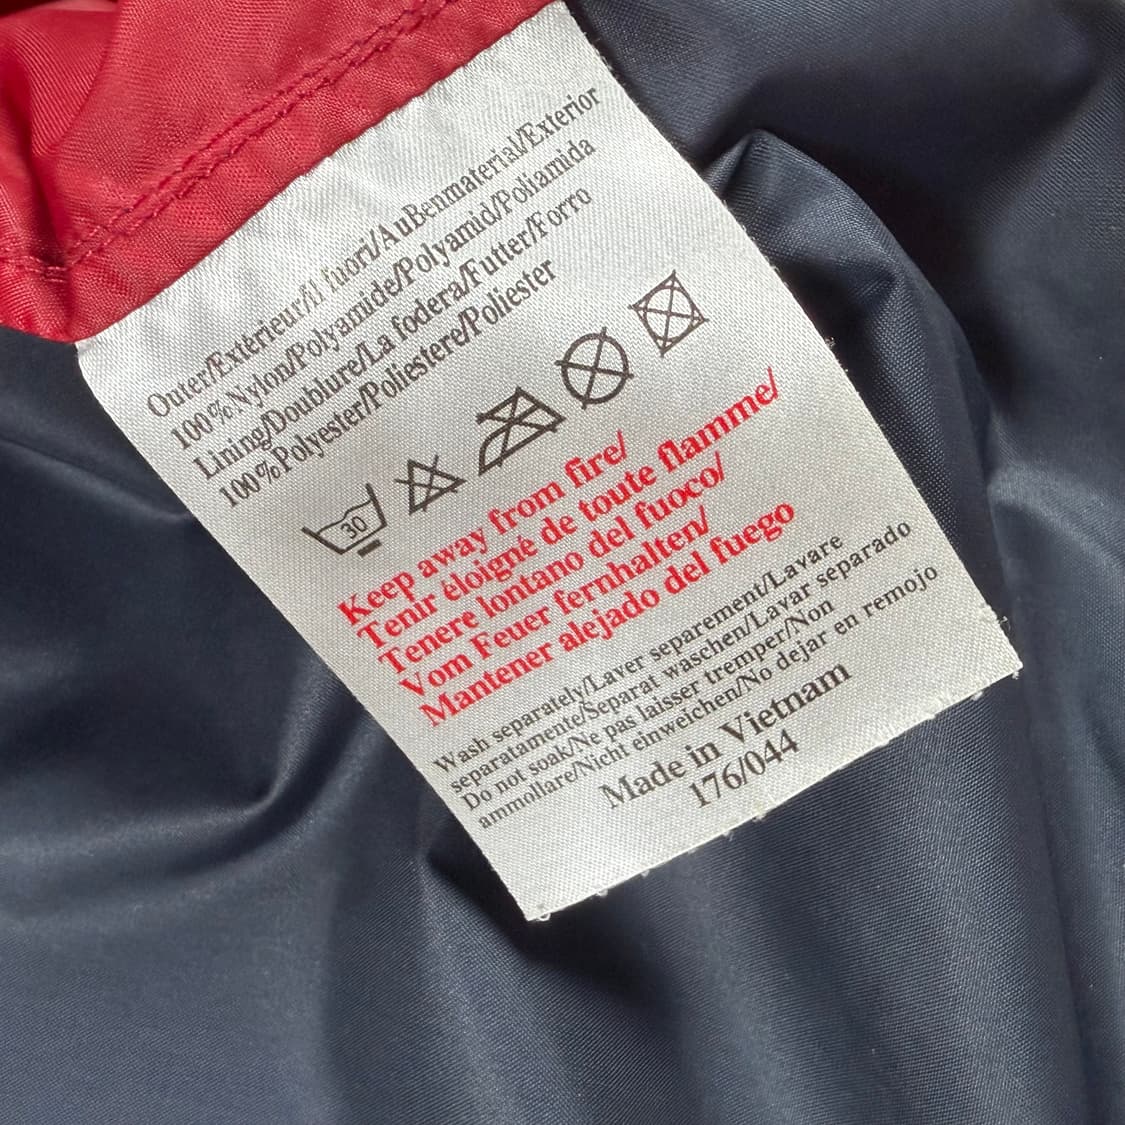 Outer/Extérieur/il fuori/AuBenmaterial/Exterior
100%Nylon/Polyamide/Polyamid/Poliamida
Lining/Doublure/La fodera/Futter/Forro
100%Polyester/Poliestere/Poliester
30
Keep away from fire/
Tenir éloigné de toute flamme/
Tenere lontano del fuoco/
Vom Feuer fernhalten/
Mantener alejado del fuego
Wash separately/Laver separement/Lavare
separatamente/Separat waschen/Lavar separado
Do not soak/Ne pas laisser tremper/Non
ammollare/Nicht einweichen/No dejar en remojo
Made in Vietnam
176/044